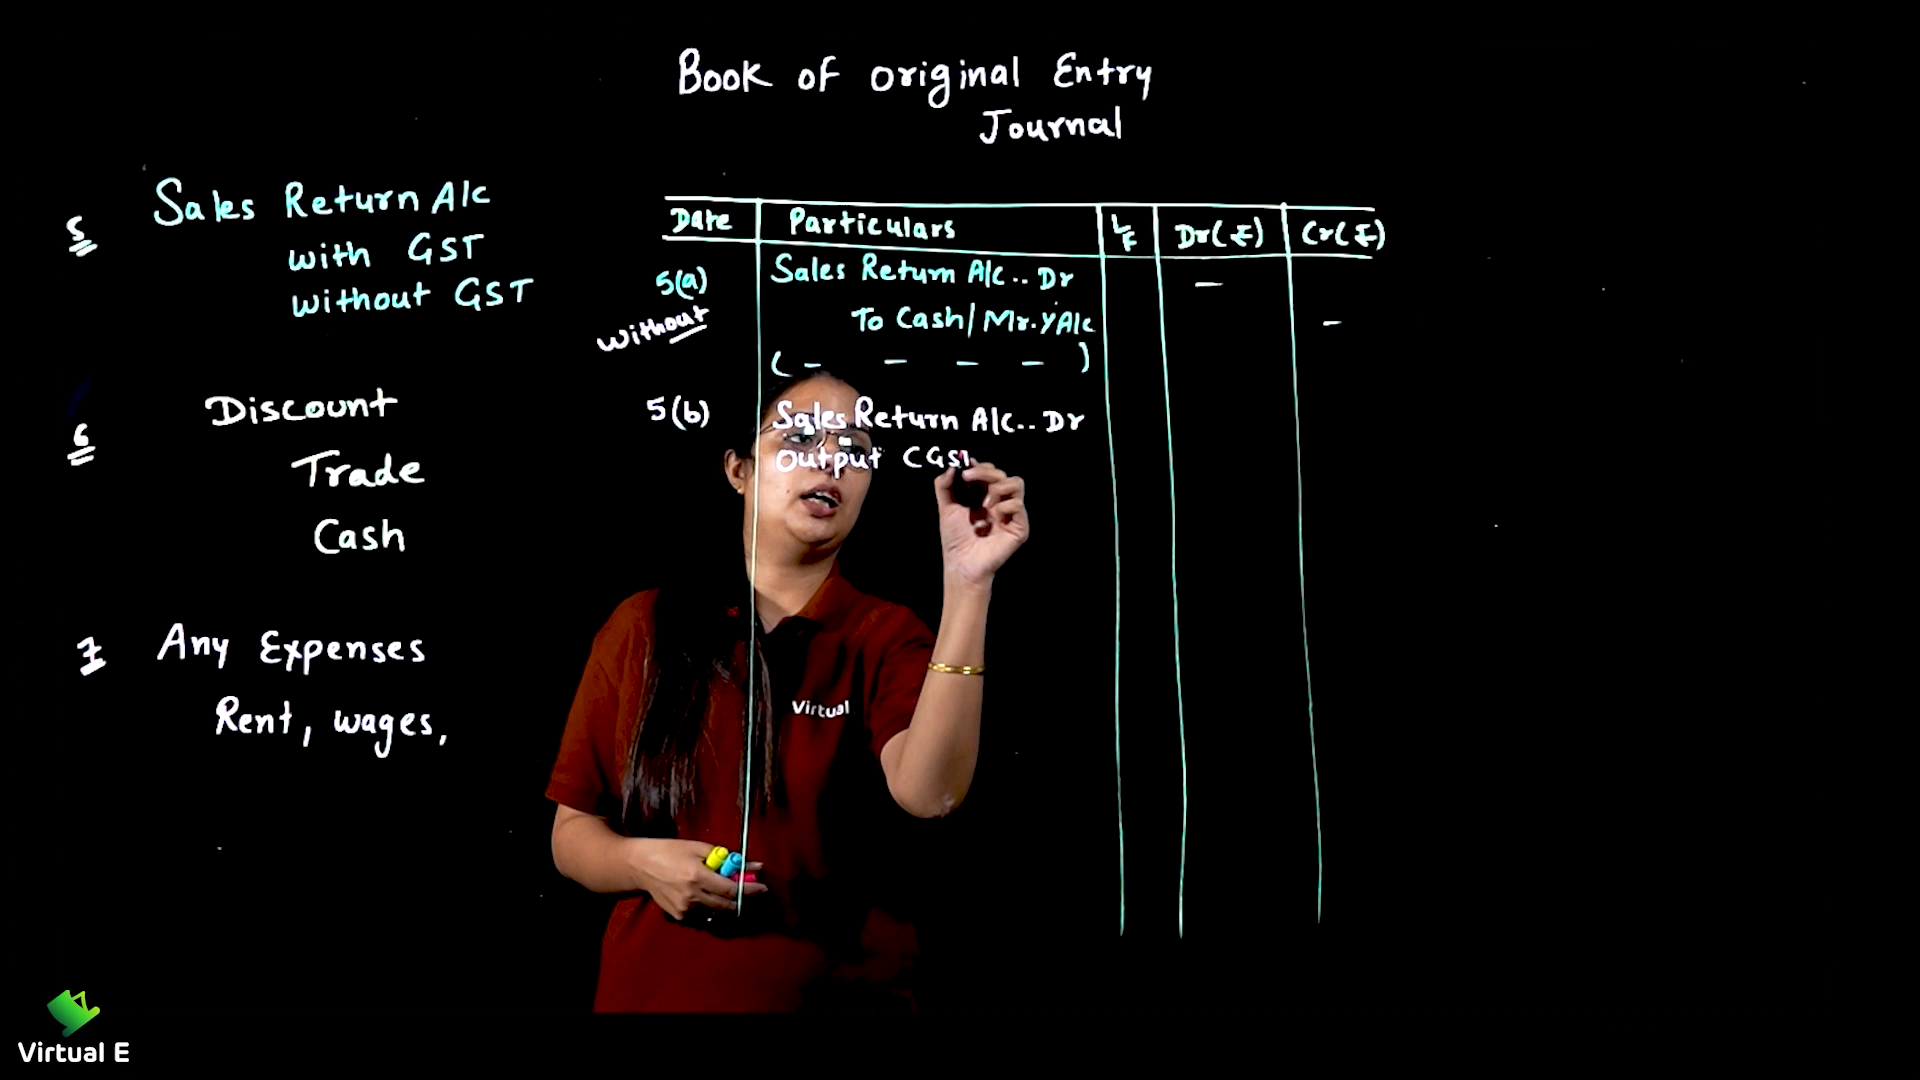 Book of original Entry
Journal
5
Sales Return A/c
with GST
without GST
6
Discount
Trade
Cash
7
Any Expenses
Rent, wages,
Date Particulars L/F Dr(₹) Cr(₹)
5(a) Sales Return A/c.. Dr —
without To Cash/Mr.Y A/c -
( - - - - )
5(b) Sales Return A/c.. Dr
Output CGST
Virtual
Virtual E